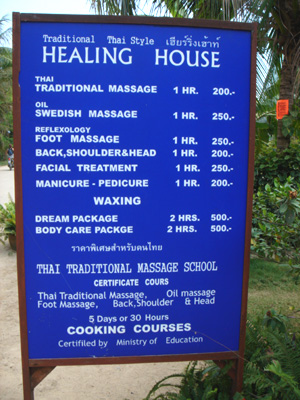 Traditional Thai Style เฮียร์ริ่งเฮ้าท์
HEALING HOUSE
THAI
TRADITIONAL MASSAGE 1 HR. 200.-
OIL
SWEDISH MASSAGE 1 HR. 250.-
REFLEXOLOGY
FOOT MASSAGE 1 HR. 250.-
BACK,SHOULDER&HEAD 1 HR. 200.-
FACIAL TREATMENT 1 HR. 250.-
MANICURE - PEDICURE 1 HR. 200.-
WAXING
DREAM PACKAGE 2 HRS. 500.-
BODY CARE PACKGE 2 HRS. 500.-
ราคาพิเศษสำหรับคนไทย
THAI TRADITIONAL MASSAGE SCHOOL
CERTIFICATE COURS
Thai Traditional Massage, Oil massage
Foot Massage, Back,Shoulder & Head
5 Days or 30 Hours
COOKING COURSES
Certified by Ministry of Education